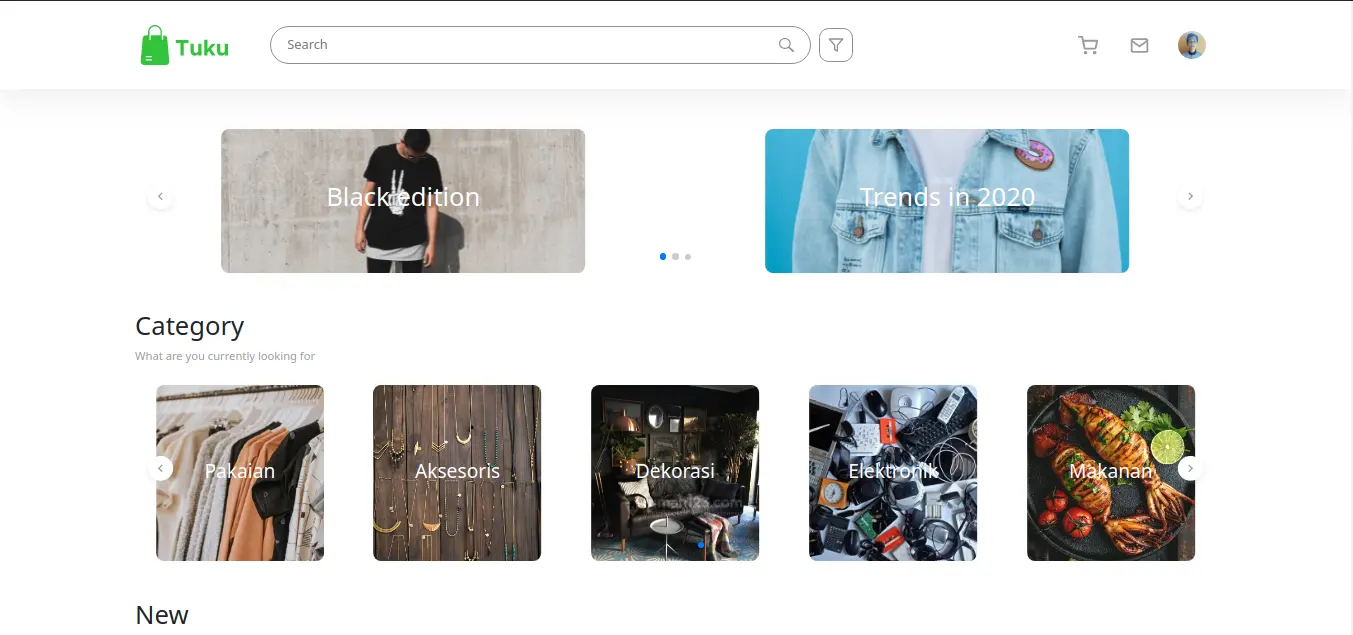 Tuku
Search
Black edition
Trends in 2020
Category
What are you currently looking for
Pakaian
Aksesoris
Dekorasi
Elektronik
Makanan
New